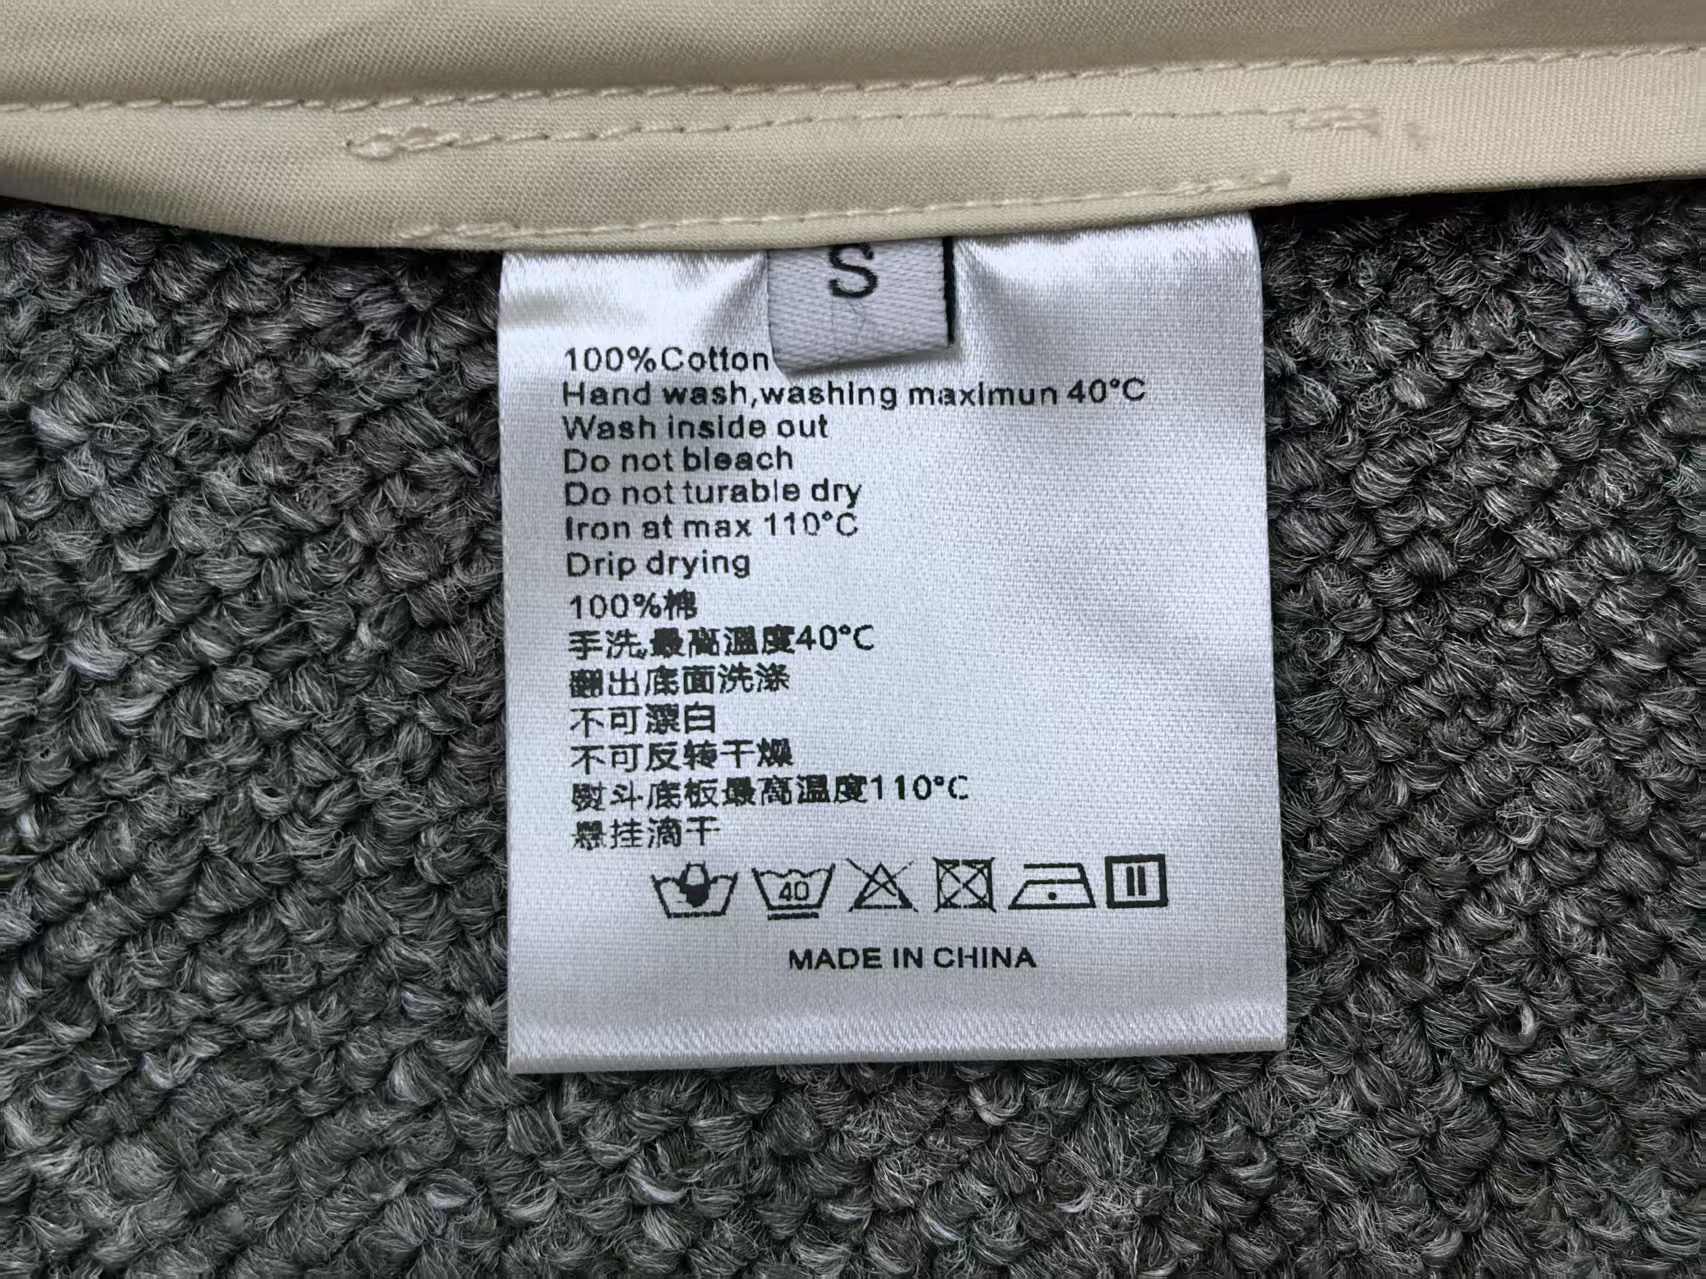 S
100%Cotton
Hand wash,washing maximun 40°C
Wash inside out
Do not bleach
Do not turable dry
Iron at max 110°C
Drip drying
100%棉
手洗,最高溫度40°C
翻出底面洗涤
不可漂白
不可反转干燥
熨斗底板最高溫度110°C
悬挂滴干
40
MADE IN CHINA